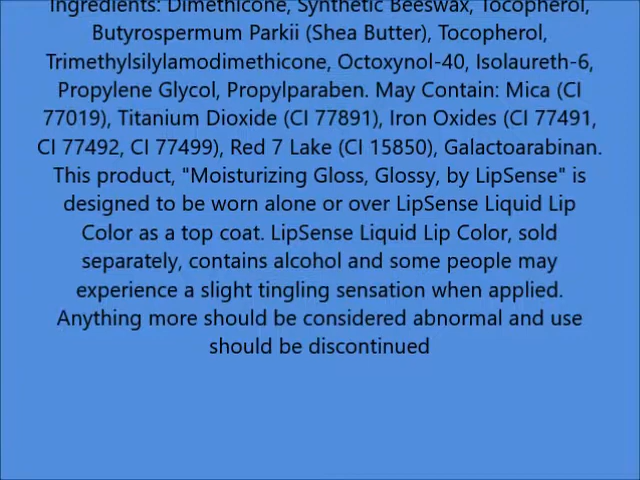 Ingredients: Dimethicone, Synthetic Beeswax, Tocopherol,
Butyrospermum Parkii (Shea Butter), Tocopherol,
Trimethylsilylamodimethicone, Octoxynol-40, Isolaureth-6,
Propylene Glycol, Propylparaben. May Contain: Mica (CI
77019), Titanium Dioxide (CI 77891), Iron Oxides (CI 77491,
CI 77492, CI 77499), Red 7 Lake (CI 15850), Galactoarabinan.
This product, "Moisturizing Gloss, Glossy, by LipSense" is
designed to be worn alone or over LipSense Liquid Lip
Color as a top coat. LipSense Liquid Lip Color, sold
separately, contains alcohol and some people may
experience a slight tingling sensation when applied.
Anything more should be considered abnormal and use
should be discontinued